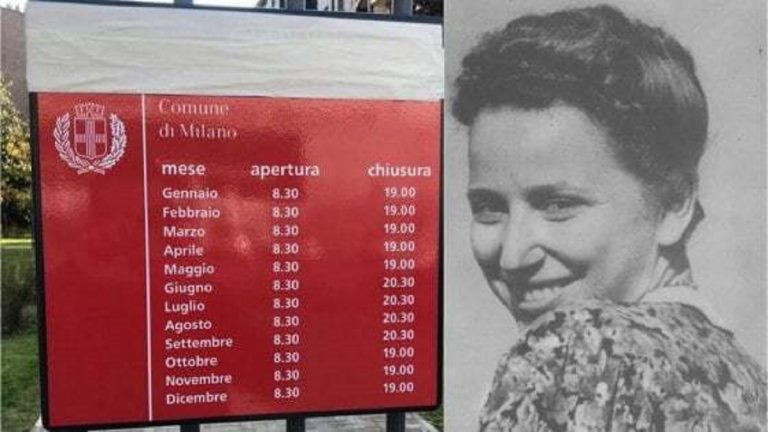 Comune
di Milano
mese apertura chiusura
Gennaio 8.30 19.00
Febbraio 8.30 19.00
Marzo 8.30 19.00
Aprile 8.30 19.00
Maggio 8.30 19.00
Giugno 8.30 20.30
Luglio 8.30 20.30
Agosto 8.30 20.30
Settembre 8.30 20.30
Ottobre 8.30 19.00
Novembre 8.30 19.00
Dicembre 8.30 19.00